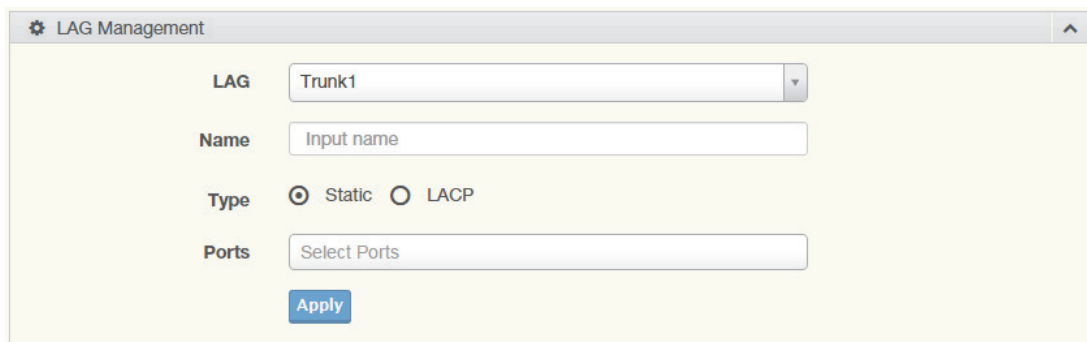 LAG Management
LAG Trunk1
Name Input name
Type Static LACP
Ports Select Ports
Apply